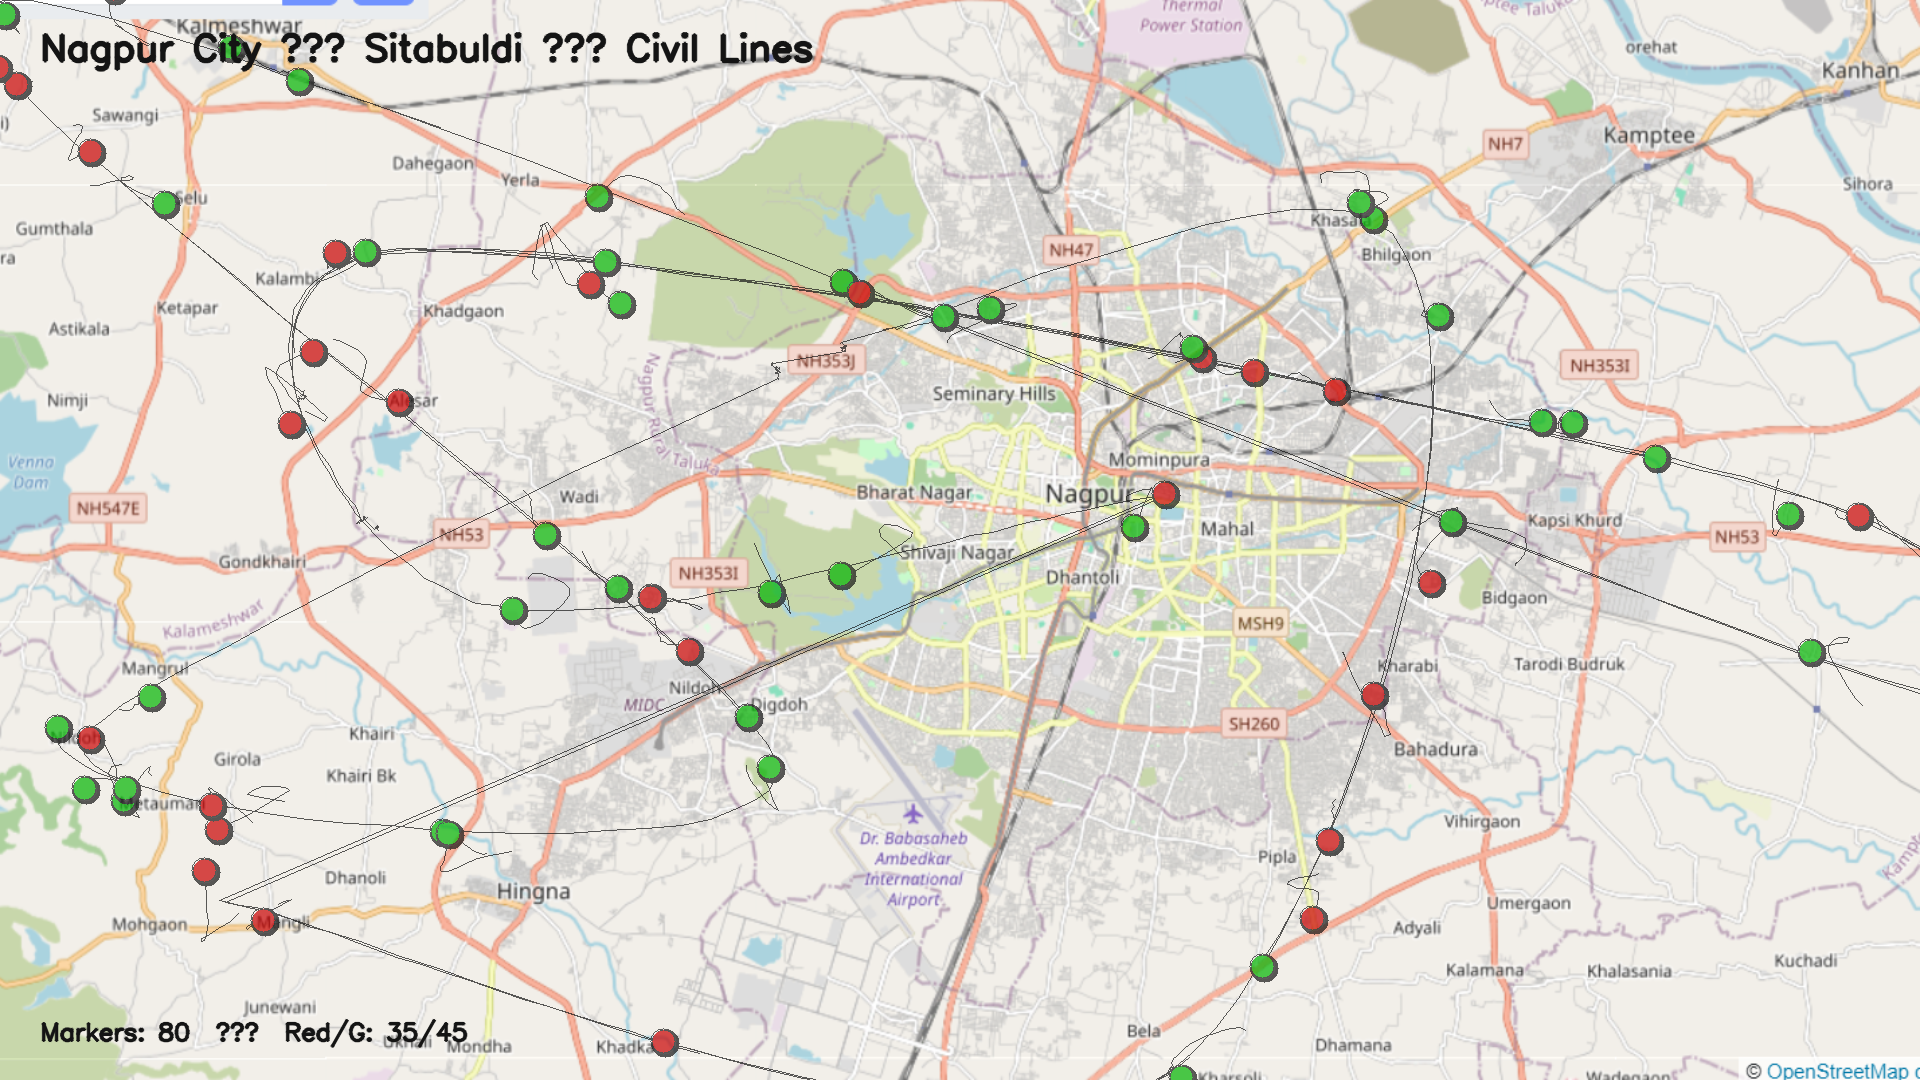 Kalmeshwar
Nagpur City ??? Sitabuldi ??? Civil Lines
Thermal
Power Station
orehat
Kanhan
Sawangi
Kamptee
NH7
Dahegaon
Yerla
Sihora
Selu
Gumthala
NH47
Bhilgaon
Kalambi
Ketapar
Khadgaon
Astikala
NH353J
NH353I
Seminary Hills
Nimji
Nagpur Rural Taluka
Mominpura
Venna
Dam
Bharat Nagar
Nagpur
Wadi
NH547E
Mahal
Kapsi Khurd
NH53
NH53
Shivaji Nagar
Gondkhairi
NH353I
Dhantoli
Bidgaon
Kalameshwar
MSH9
Mangrul
Kharabi
Tarodi Budruk
Nildoh
MIDC
Digdoh
SH260
Khairi
Bahadura
Girola
Khairi Bk
Metaumari
Vihirgaon
Dr. Babasaheb
Ambedkar
International
Airport
Pipla
Dhanoli
Hingna
Umergaon
Mohgaon
Mangli
Adyali
Kuchadi
Kalamana
Khalasania
Junewani
Markers: 80 ??? Red/G: 35/45
Mondha
Khadka
Bela
Dhamana
Kharsoli
Wadegaon
© OpenStreetMap c